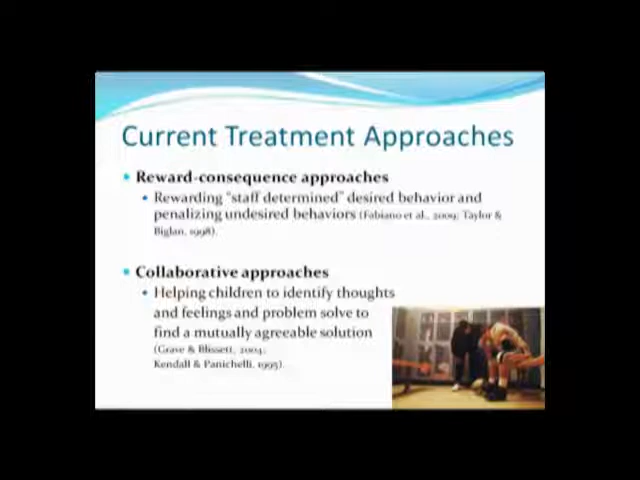 Current Treatment Approaches
• Reward-consequence approaches
• Rewarding "staff determined" desired behavior and
penalizing undesired behaviors (Fabiano et al., 2009; Taylor &
Biglan, 1998).
• Collaborative approaches
• Helping children to identify thoughts
and feelings and problem solve to
find a mutually agreeable solution
(Grave & Blissett, 2004;
Kendall & Panichelli, 1995).